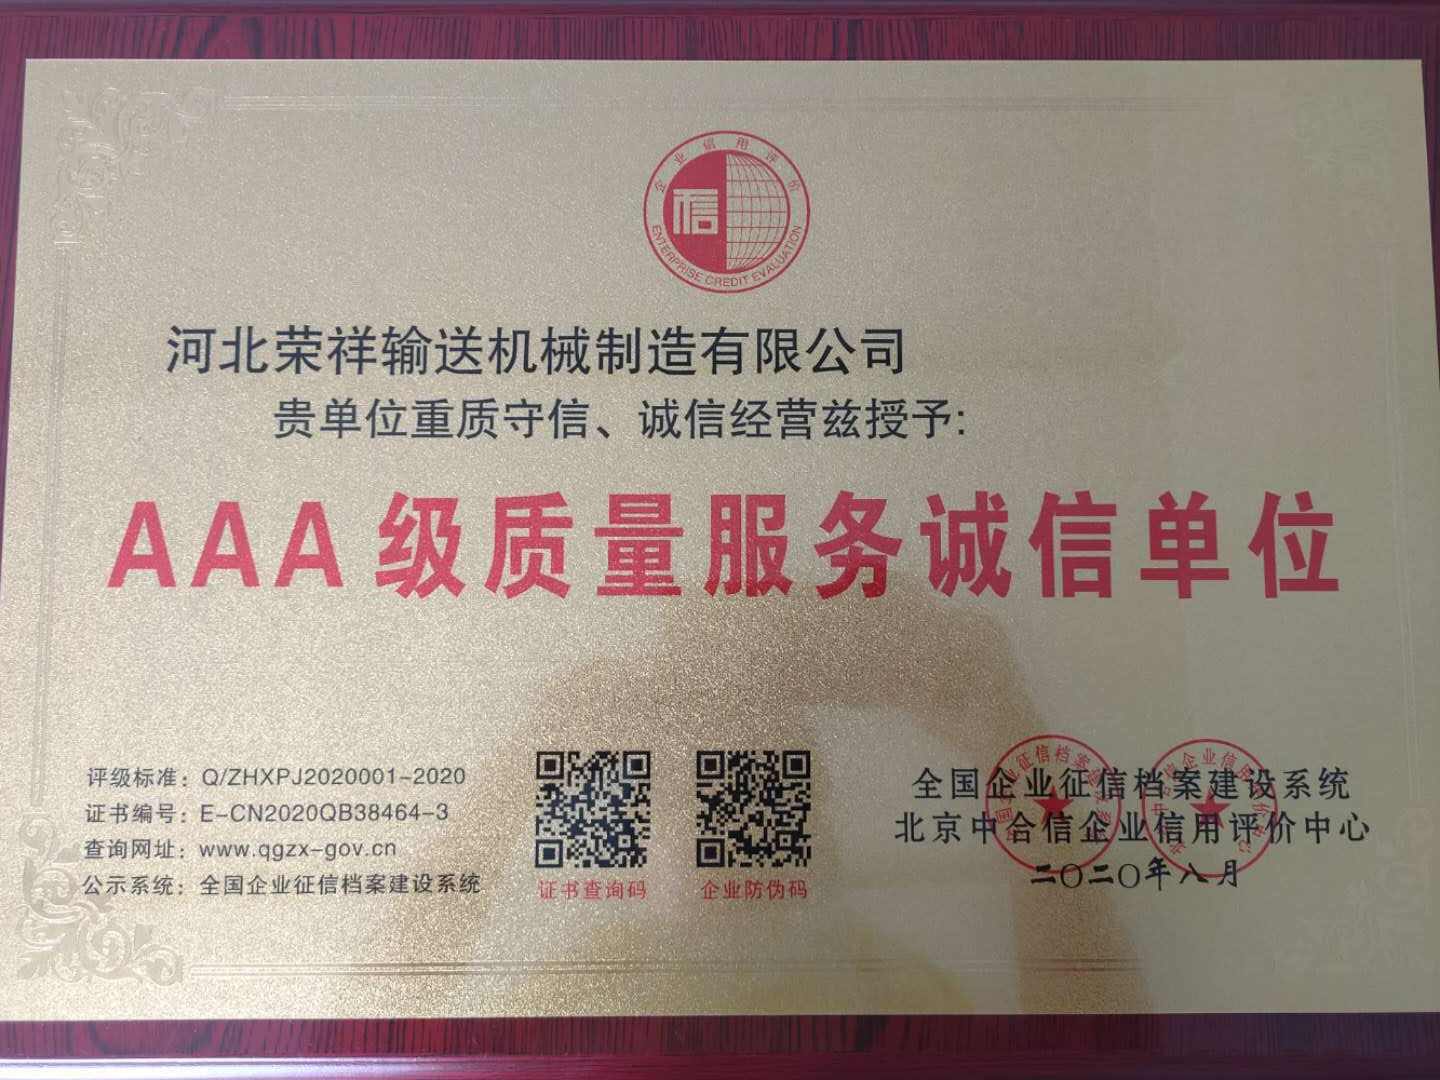 企业信用评价
信
ENTERPRISE CREDIT EVALUATION
河北荣祥输送机械制造有限公司
贵单位重质守信、诚信经营兹授予:
AAA级质量服务诚信单位
评级标准: Q/ZHXPJ2020001-2020
证书编号: E-CN2020QB38464-3
查询网址: www.qgzx-gov.cn
公示系统: 全国企业征信档案建设系统
证书查询码
企业防伪码
全国企业征信档案建设系统
北京中合信企业信用评价中心
二〇二〇年八月